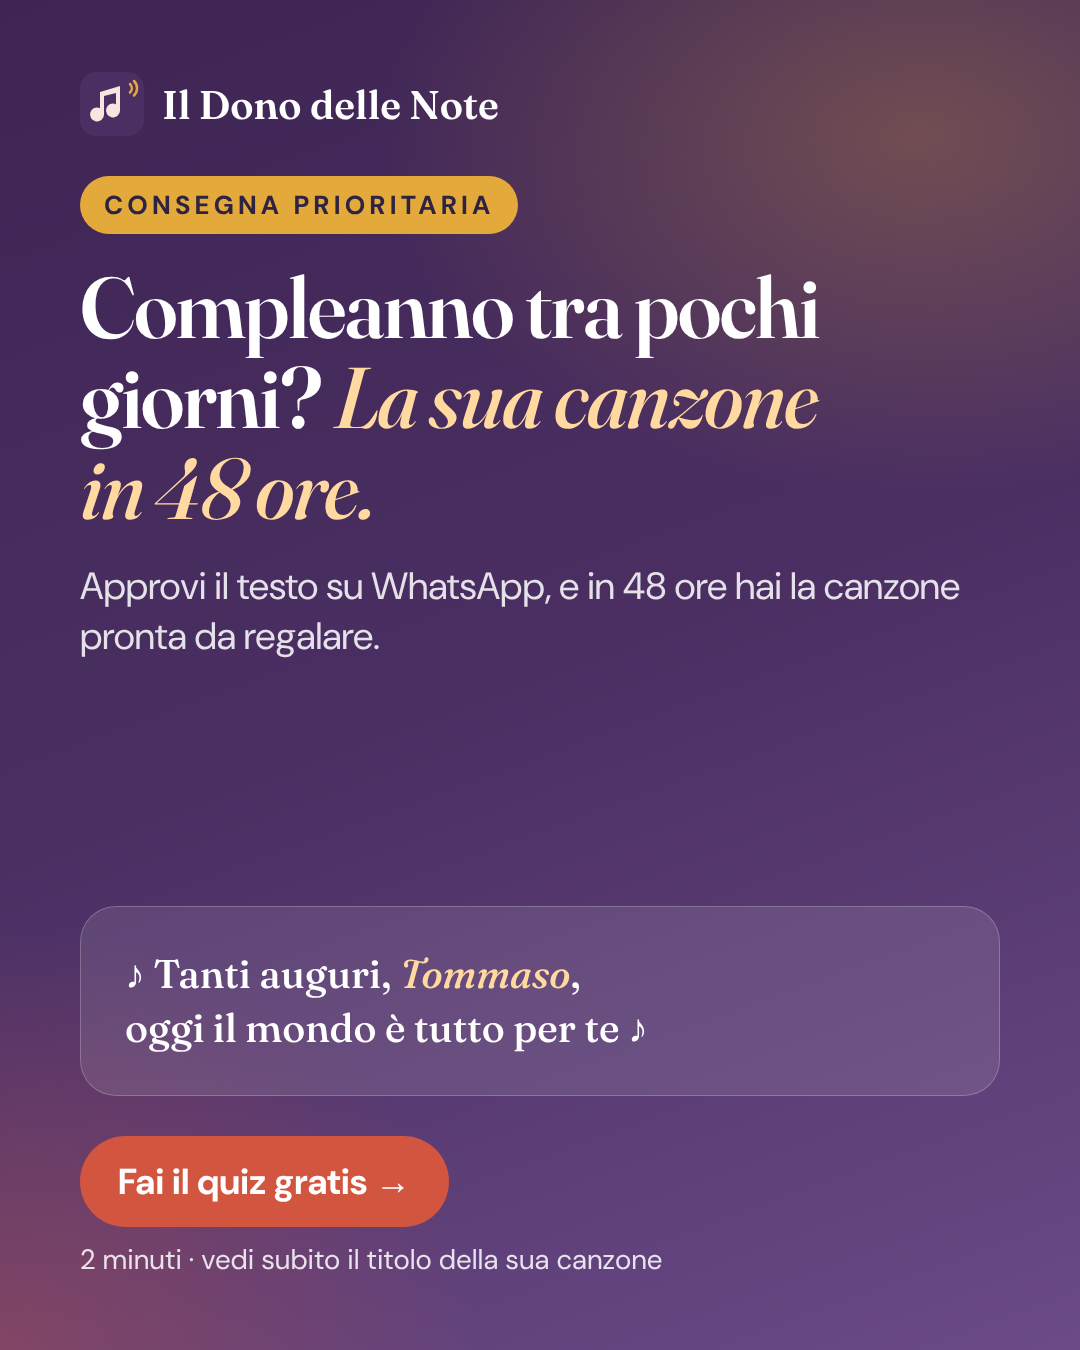 Il Dono delle Note
CONSEGNA PRIORITARIA
Compleanno tra pochi
giorni? La sua canzone
in 48 ore.
Approvi il testo su WhatsApp, e in 48 ore hai la canzone
pronta da regalare.
♪ Tanti auguri, Tommaso,
oggi il mondo è tutto per te ♪
Fai il quiz gratis →
2 minuti · vedi subito il titolo della sua canzone